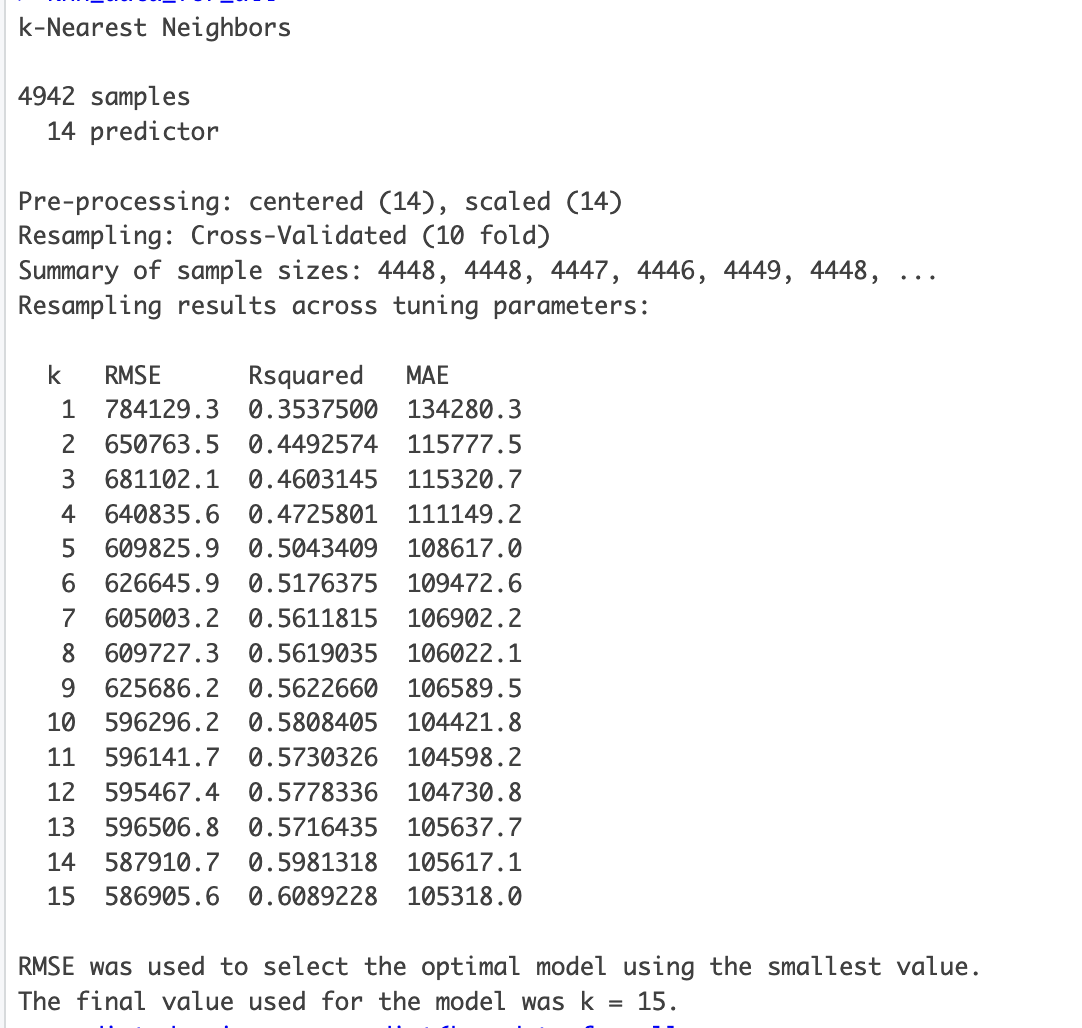 k-Nearest Neighbors
4942 samples
14 predictor
Pre-processing: centered (14), scaled (14)
Resampling: Cross-Validated (10 fold)
Summary of sample sizes: 4448, 4448, 4447, 4446, 4449, 4448, ...
Resampling results across tuning parameters:
k RMSE Rsquared MAE
1 784129.3 0.3537500 134280.3
2 650763.5 0.4492574 115777.5
3 681102.1 0.4603145 115320.7
4 640835.6 0.4725801 111149.2
5 609825.9 0.5043409 108617.0
6 626645.9 0.5176375 109472.6
7 605003.2 0.5611815 106902.2
8 609727.3 0.5619035 106022.1
9 625686.2 0.5622660 106589.5
10 596296.2 0.5808405 104421.8
11 596141.7 0.5730326 104598.2
12 595467.4 0.5778336 104730.8
13 596506.8 0.5716435 105637.7
14 587910.7 0.5981318 105617.1
15 586905.6 0.6089228 105318.0
RMSE was used to select the optimal model using the smallest value.
The final value used for the model was k = 15.